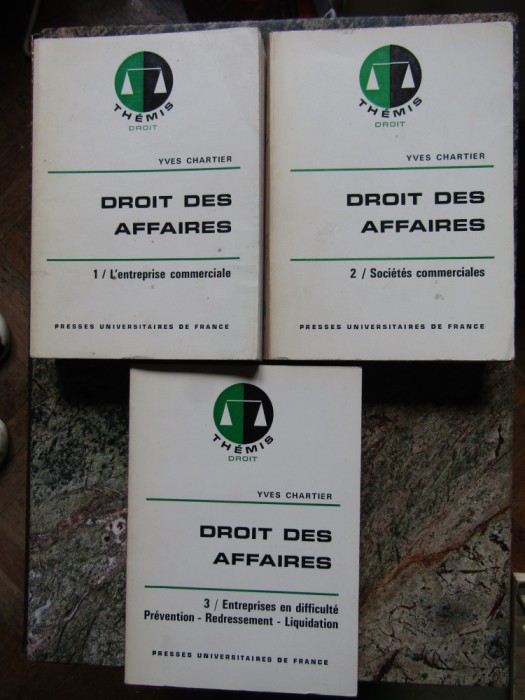 THÉMIS
DROIT
YVES CHARTIER
DROIT DES
AFFAIRES
1 / L'entreprise commerciale
PRESSES UNIVERSITAIRES DE FRANCE
THÉMIS
DROIT
YVES CHARTIER
DROIT DES
AFFAIRES
2 / Sociétés commerciales
PRESSES UNIVERSITAIRES DE FRANCE
THÉMIS
DROIT
YVES CHARTIER
DROIT DES
AFFAIRES
3 / Entreprises en difficulté
Prévention - Redressement - Liquidation
PRESSES UNIVERSITAIRES DE FRANCE